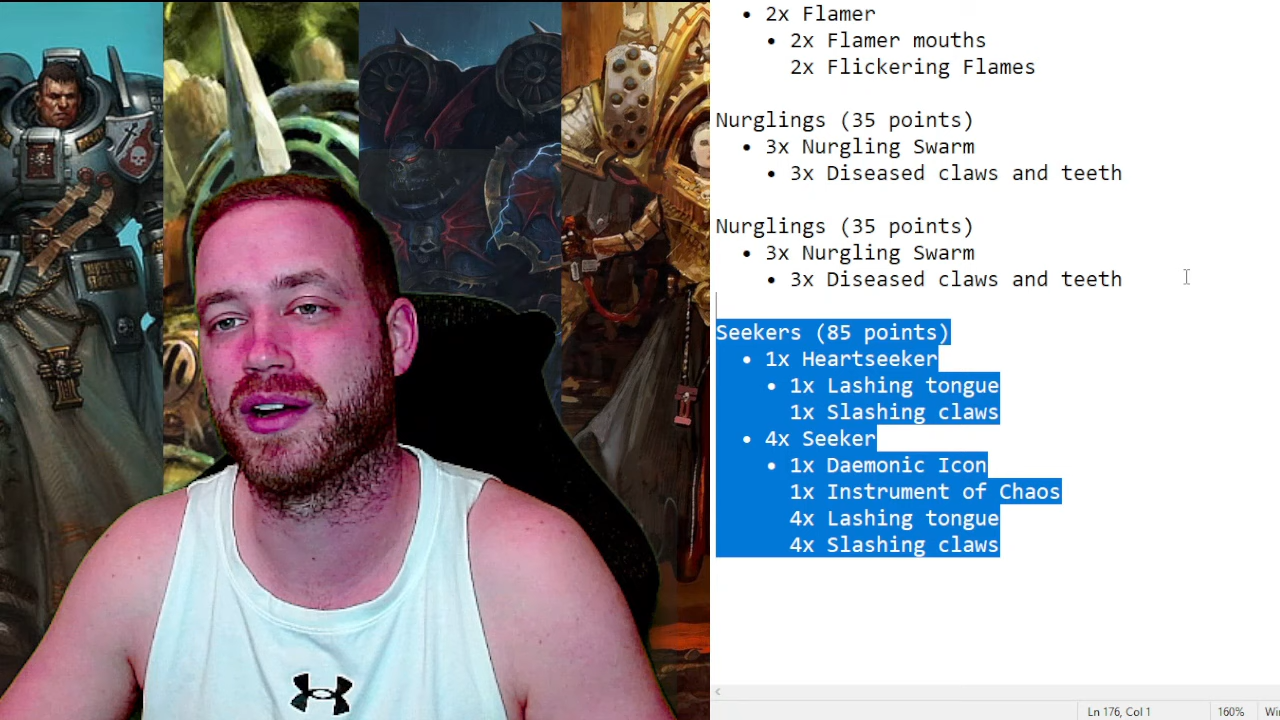 • 2x Flamer
• 2x Flamer mouths
2x Flickering Flames
Nurglings (35 points)
• 3x Nurgling Swarm
• 3x Diseased claws and teeth
Nurglings (35 points)
• 3x Nurgling Swarm
• 3x Diseased claws and teeth
Seekers (85 points)
• 1x Heartseeker
• 1x Lashing tongue
1x Slashing claws
• 4x Seeker
• 1x Daemonic Icon
1x Instrument of Chaos
4x Lashing tongue
4x Slashing claws
Ln 176, Col 1
160%